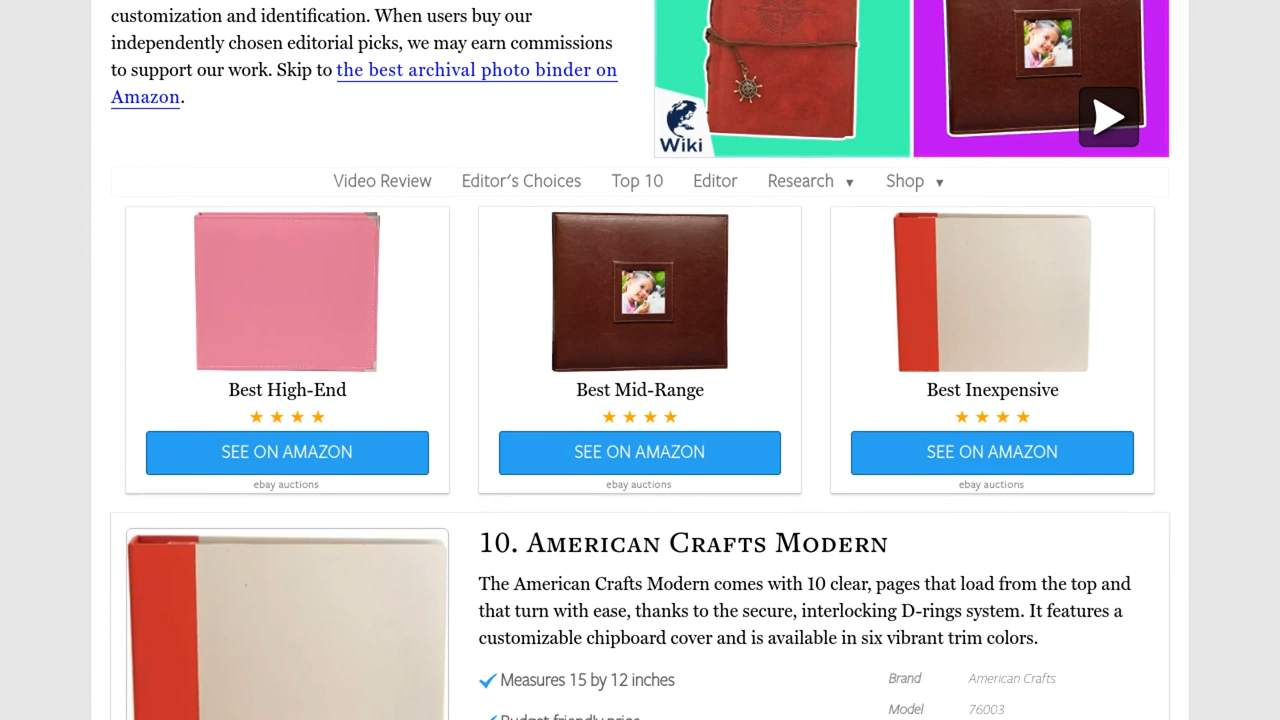 customization and identification. When users buy our
independently chosen editorial picks, we may earn commissions
to support our work. Skip to the best archival photo binder on
Amazon.
Wiki
Video Review Editor's Choices Top 10 Editor Research ▼ Shop ▼
Best High-End
★ ★ ★ ★
SEE ON AMAZON
ebay auctions
Best Mid-Range
★ ★ ★ ★
SEE ON AMAZON
ebay auctions
Best Inexpensive
★ ★ ★ ★
SEE ON AMAZON
ebay auctions
10. American Crafts Modern
The American Crafts Modern comes with 10 clear, pages that load from the top and
that turn with ease, thanks to the secure, interlocking D-rings system. It features a
customizable chipboard cover and is available in six vibrant trim colors.
Measures 15 by 12 inches
Budget-friendly price
Brand American Crafts
Model 76003